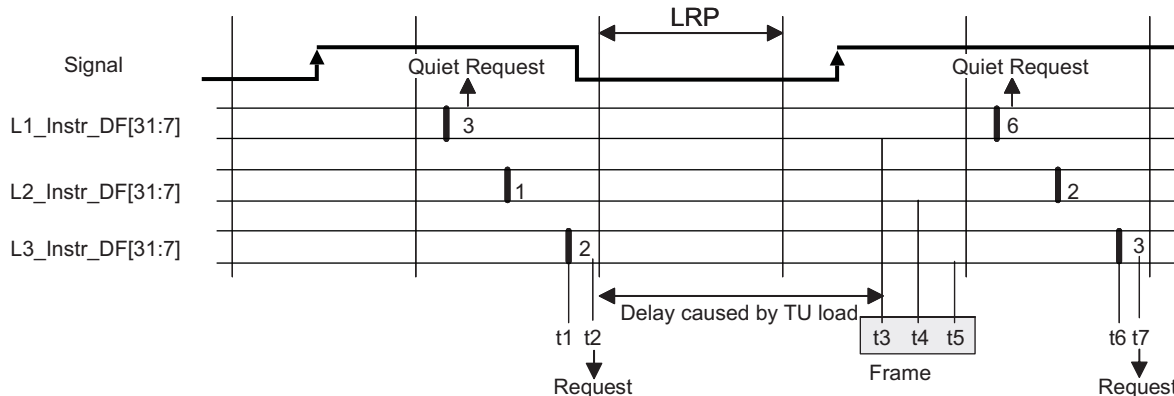 LRP
Signal
Quiet Request
Quiet Request
L1_Instr_DF[31:7]
3
6
L2_Instr_DF[31:7]
1
2
L3_Instr_DF[31:7]
2
3
Delay caused by TU load
t1 t2 t3 t4 t5 t6 t7
Frame
Request
Request